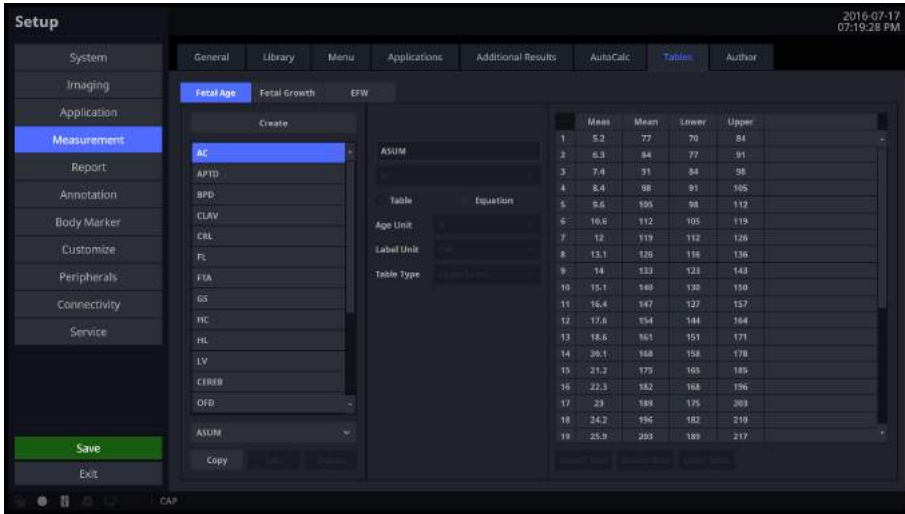 Setup
2016-07-17
07:19:28 PM
System
Imaging
Application
Measurement
Report
Annotation
Body Marker
Customize
Peripherals
Connectivity
Service
Save
Exit
General Library Menu Applications Additional Results AutoCalc Tables Author
Fetal Age Fetal Growth EFW
Create
AC
APTD
BPD
CLAV
CRL
FL
FTA
GS
HC
HL
LV
CEREB
OFD
ASUM
Copy
ASUM
Table Equation
Age Unit
Label Unit
Table Type
Meas Mean Lower Upper
1 5.2 77 70 84
2 6.3 84 77 91
3 7.4 91 84 98
4 8.4 98 91 105
5 9.6 105 98 112
6 10.6 112 105 119
7 12 119 112 126
8 13.1 126 116 136
9 14 133 123 143
10 15.1 140 130 150
11 16.4 147 137 157
12 17.6 154 144 164
13 18.6 161 151 171
14 20.1 168 158 178
15 21.2 175 165 185
16 22.3 182 168 196
17 23 189 175 203
18 24.2 196 182 210
19 25.9 203 189 217
CAP